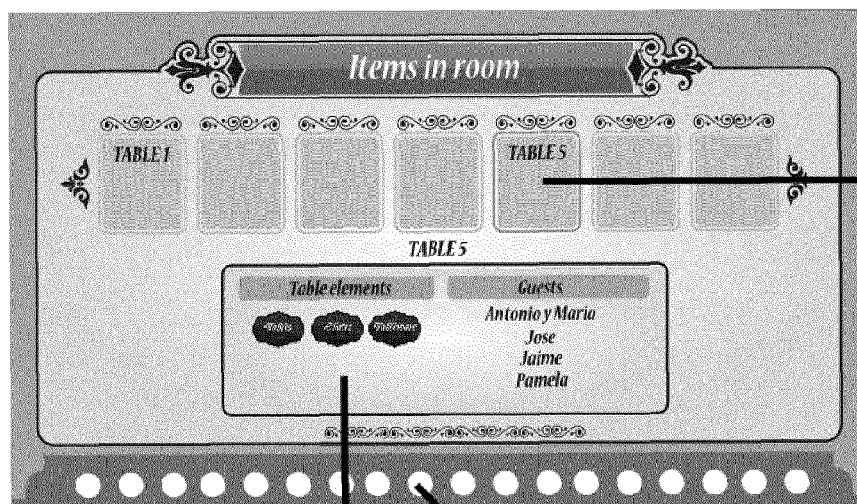 Items in room
TABLE 1
TABLE 5
TABLE 5
Table elements
Guests
Antonio y Maria
Jose
Jaime
Pamela